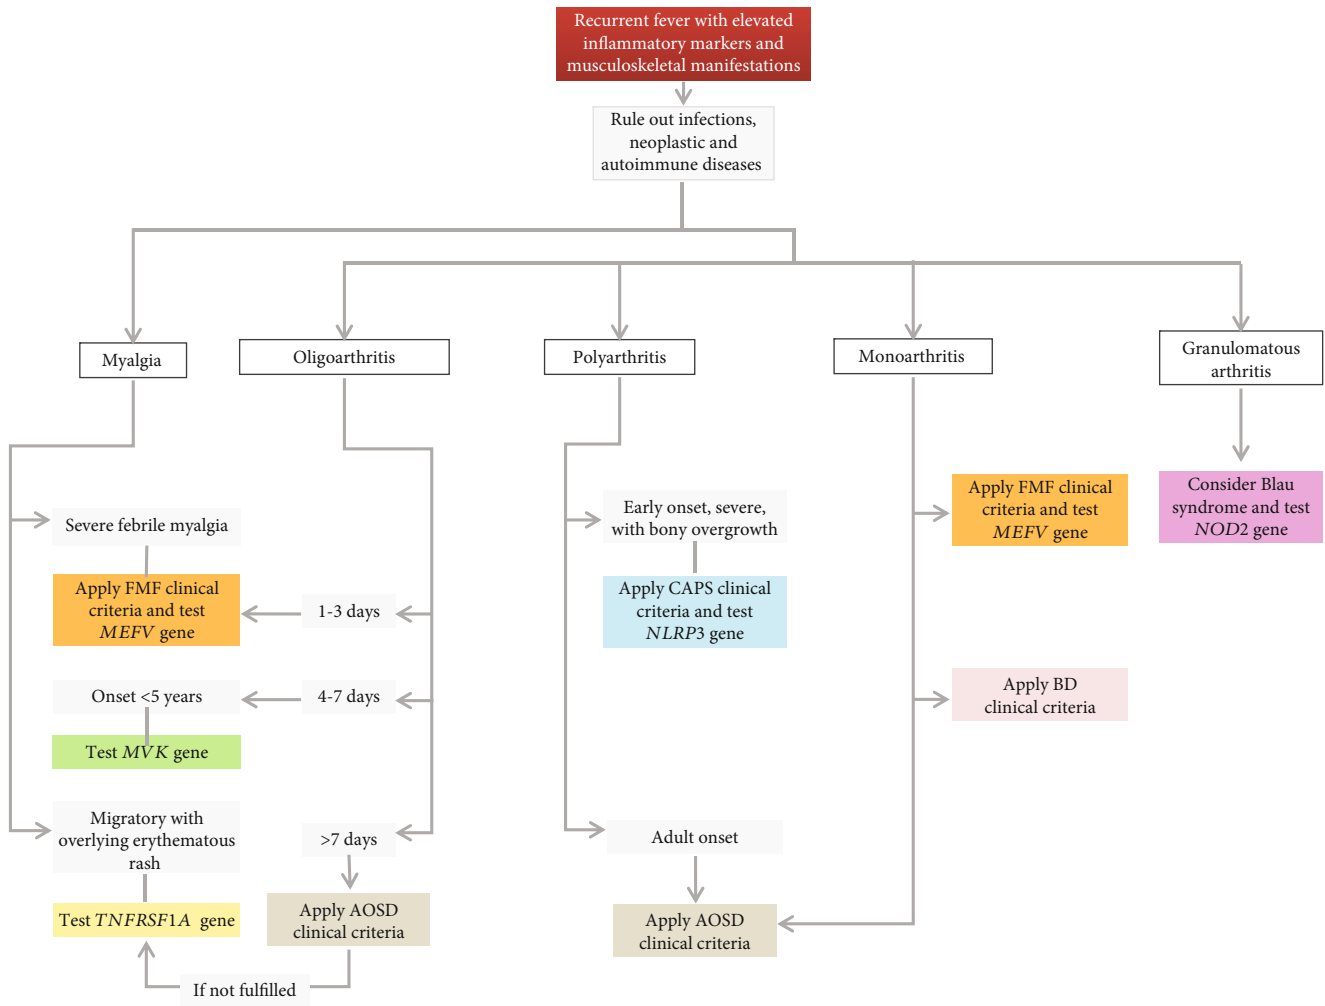 Recurrent fever with elevated
inflammatory markers and
musculoskeletal manifestations
Rule out infections,
neoplastic and
autoimmune diseases
Myalgia
Oligoarthritis
Polyarthritis
Monoarthritis
Granulomatous
arthritis
Severe febrile myalgia
Apply FMF clinical
criteria and test
MEFV gene
1-3 days
Onset <5 years
4-7 days
Test MVK gene
Migratory with
overlying erythematous
rash
>7 days
Test TNFRSF1A gene
Apply AOSD
clinical criteria
If not fulfilled
Early onset, severe,
with bony overgrowth
Apply CAPS clinical
criteria and test
NLRP3 gene
Adult onset
Apply AOSD
clinical criteria
Apply FMF clinical
criteria and test
MEFV gene
Apply BD
clinical criteria
Consider Blau
syndrome and test
NOD2 gene